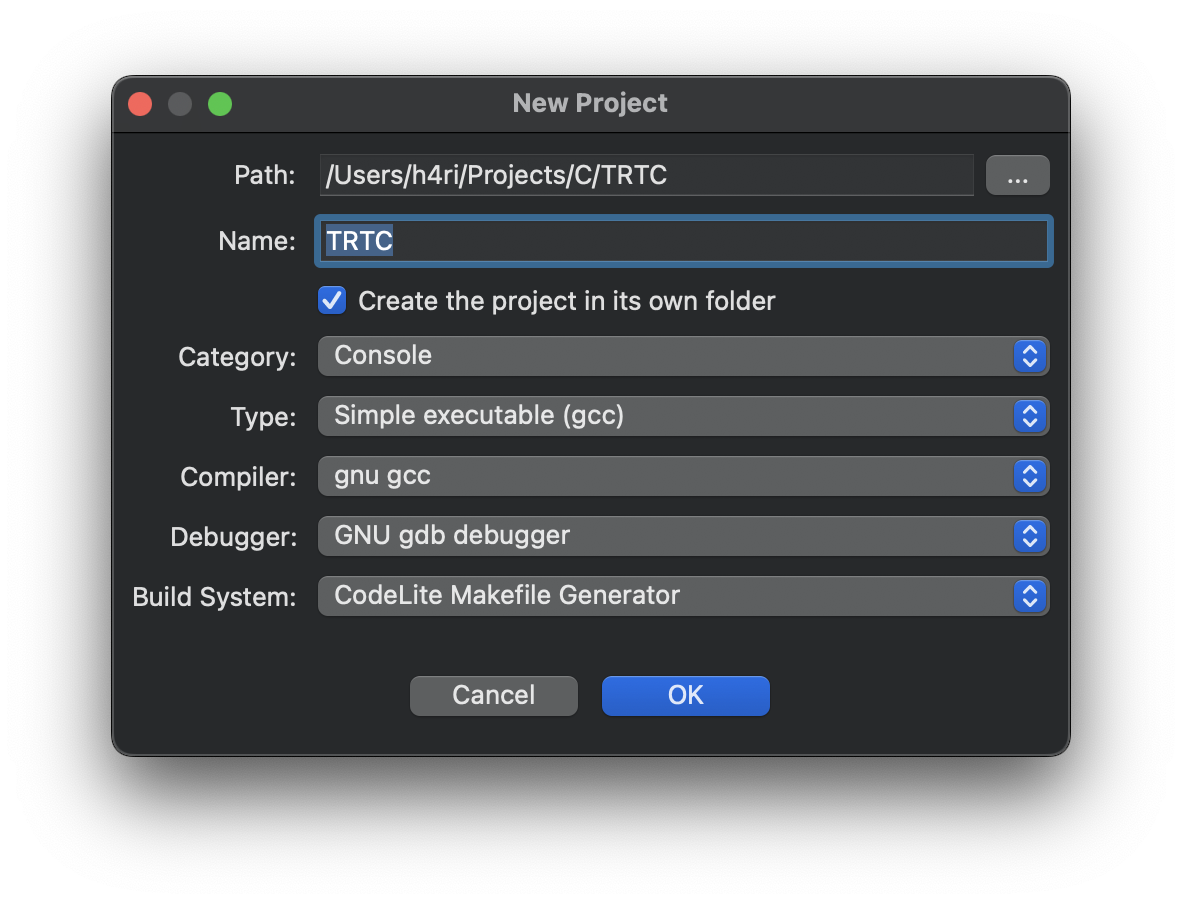 New Project
Path: /Users/h4ri/Projects/C/TRTC ...
Name: TRTC
Create the project in its own folder
Category: Console
Type: Simple executable (gcc)
Compiler: gnu gcc
Debugger: GNU gdb debugger
Build System: CodeLite Makefile Generator
Cancel OK